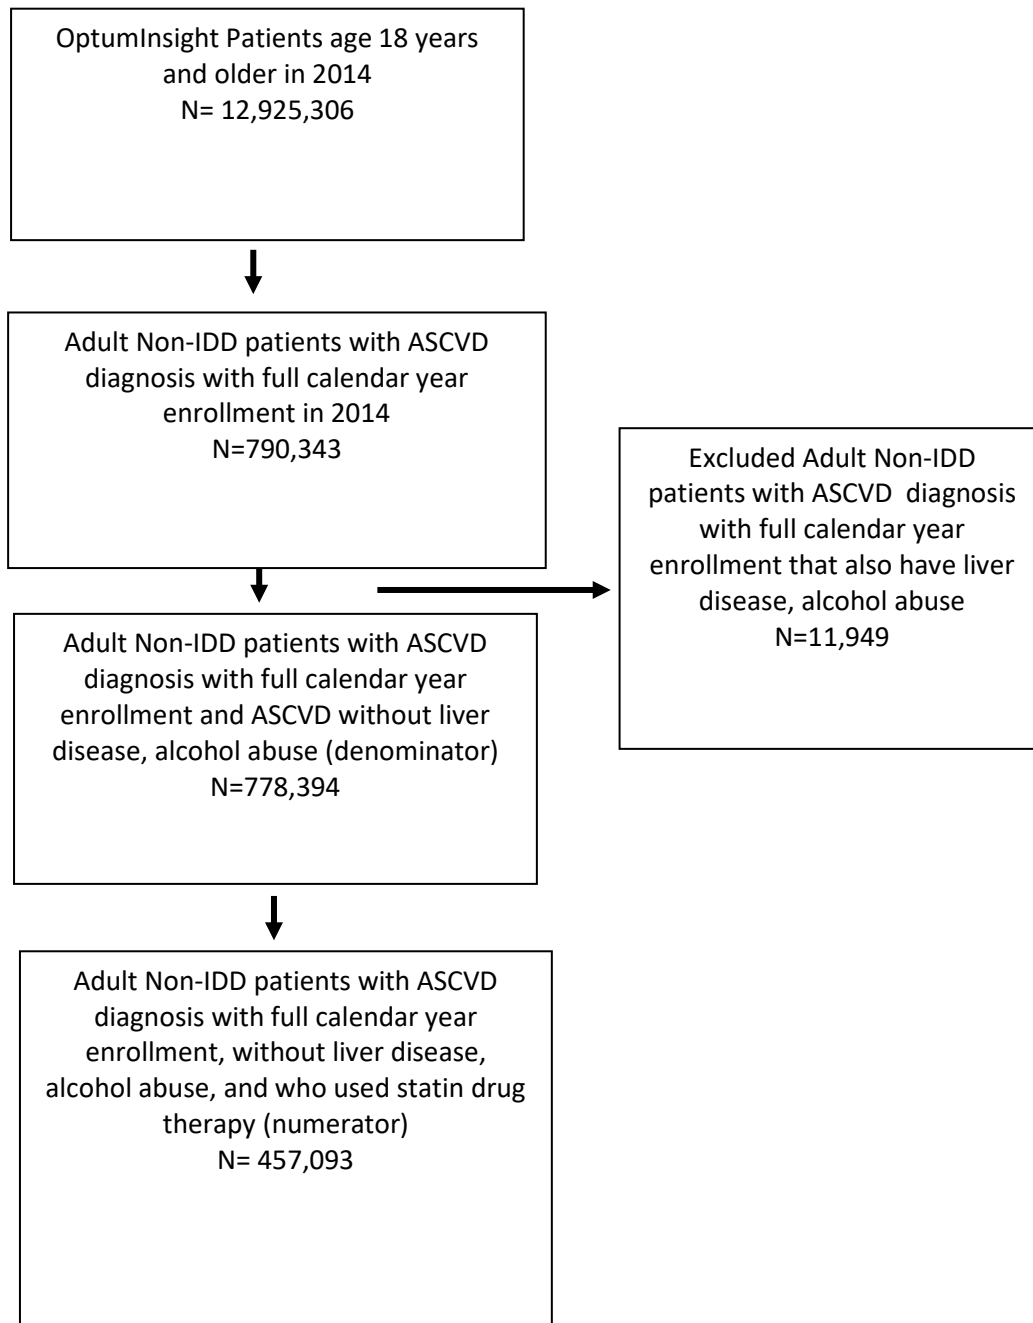 OptumInsight Patients age 18 years
and older in 2014
N= 12,925,306
Adult Non-IDD patients with ASCVD
diagnosis with full calendar year
enrollment in 2014
N=790,343
Excluded Adult Non-IDD
patients with ASCVD  diagnosis
with full calendar year
enrollment that also have liver
disease, alcohol abuse
N=11,949
Adult Non-IDD patients with ASCVD
diagnosis with full calendar year
enrollment and ASCVD without liver
disease, alcohol abuse (denominator)
N=778,394
Adult Non-IDD patients with ASCVD
diagnosis with full calendar year
enrollment, without liver disease,
alcohol abuse, and who used statin drug
therapy (numerator)
N= 457,093